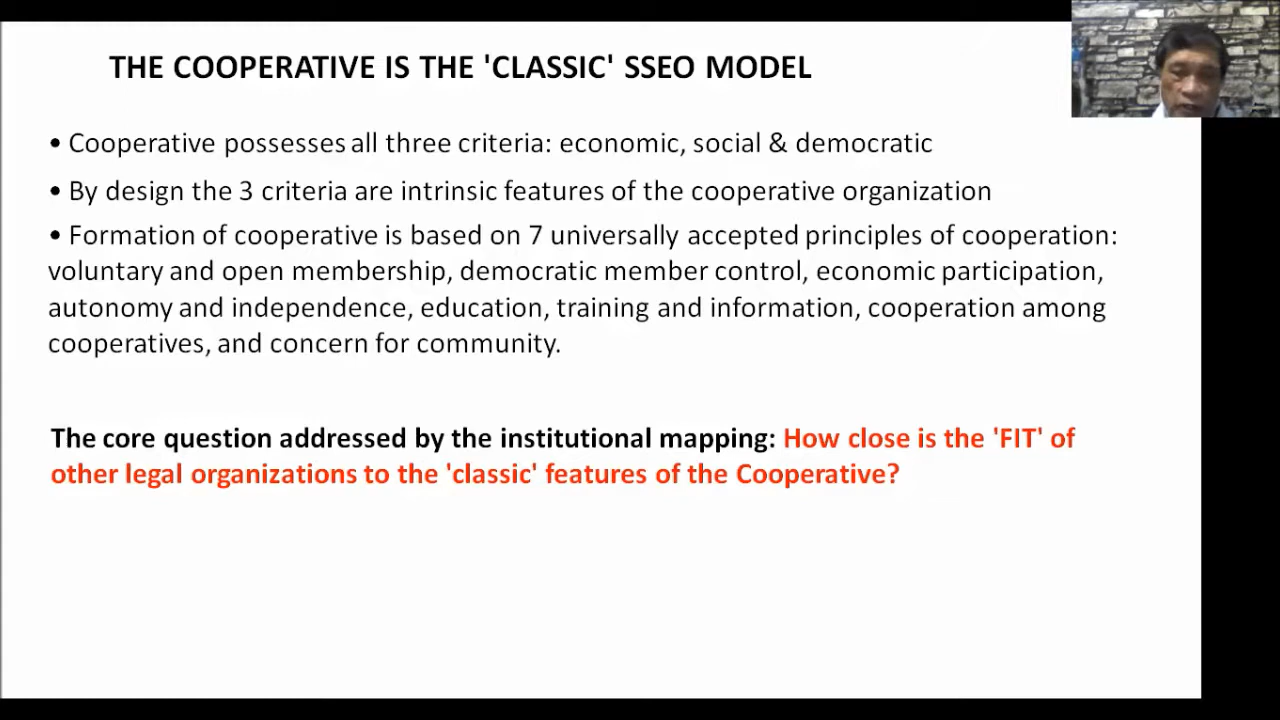 THE COOPERATIVE IS THE 'CLASSIC' SSEO MODEL
• Cooperative possesses all three criteria: economic, social & democratic
• By design the 3 criteria are intrinsic features of the cooperative organization
• Formation of cooperative is based on 7 universally accepted principles of cooperation:
voluntary and open membership, democratic member control, economic participation,
autonomy and independence, education, training and information, cooperation among
cooperatives, and concern for community.
The core question addressed by the institutional mapping: How close is the 'FIT' of
other legal organizations to the 'classic' features of the Cooperative?